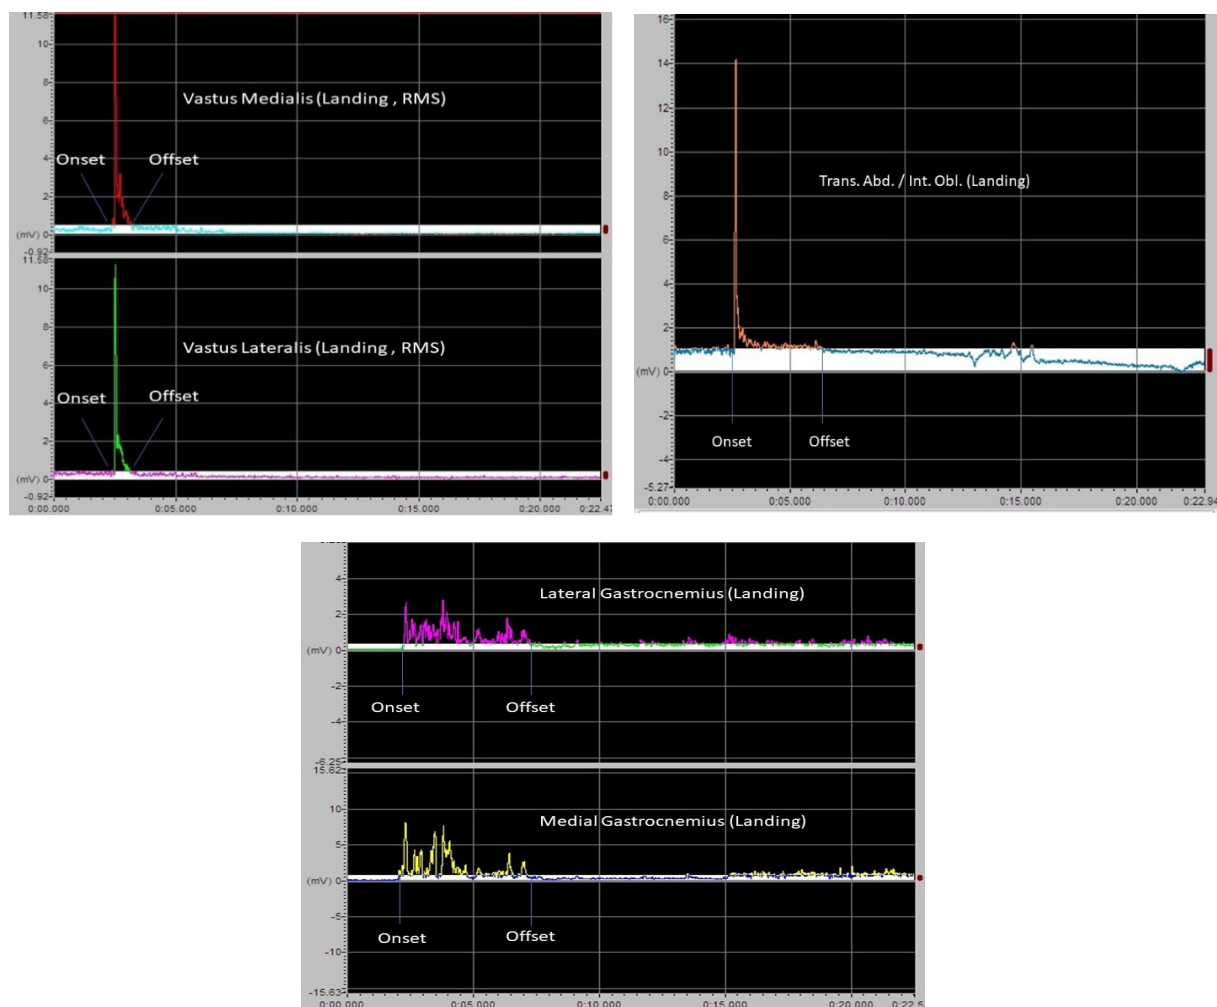 11.58
10
8
Vastus Medialis (Landing , RMS)
6
4
Onset Offset
2
(mV) 0
-0.92
11.58
10
8
Vastus Lateralis (Landing , RMS)
6
4
Onset Offset
2
(mV) 0
-0.92
0:00.000 0:05.000 0:10.000 0:15.000 0:20.000 0:22.47
16
14
12
10
Trans. Abd. / Int. Obl. (Landing)
8
6
4
2
(mV) 0
-2
Onset Offset
-4
-5.27
0:00.000 0:05.000 0:10.000 0:15.000 0:20.000 0:22.94
4
Lateral Gastrocnemius (Landing)
2
(mV) 0
-2
Onset Offset
-4
-6.25
15.62
10
Medial Gastrocnemius (Landing)
5
(mV) 0
-5
Onset Offset
-10
-15.63
0:00.000 0:05.000 0:10.000 0:15.000 0:20.000 0:22.5